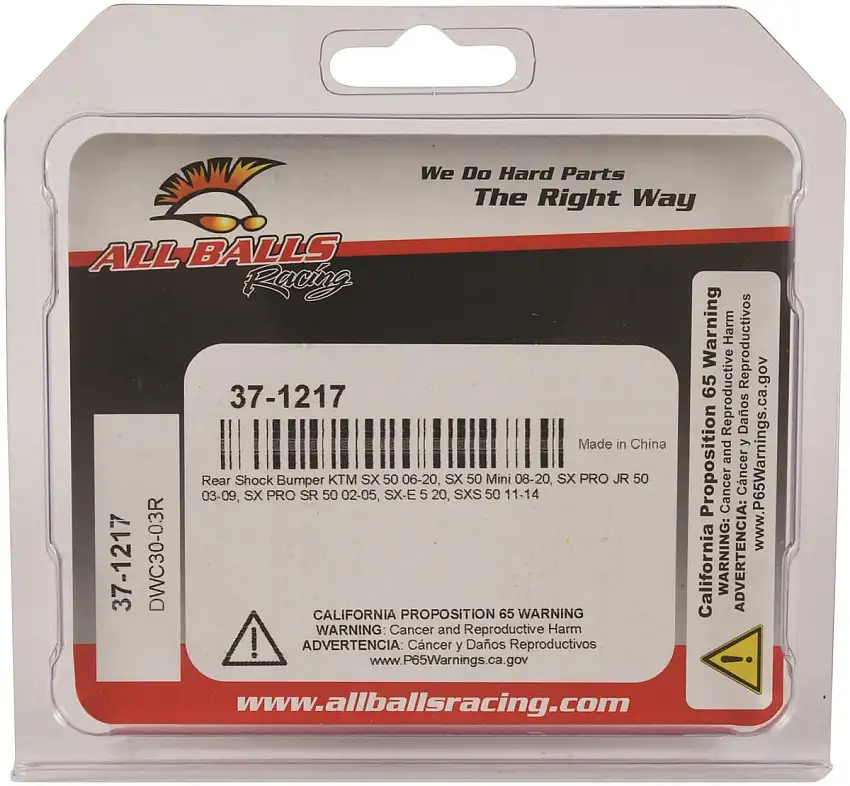 We Do Hard Parts
The Right Way
ALL BALLS
Racing
37-1217
Made in China
Rear Shock Bumper KTM SX 50 06-20, SX 50 Mini 08-20, SX PRO JR 50
03-09, SX PRO SR 50 02-05, SX-E 5 20, SXS 50 11-14
CALIFORNIA PROPOSITION 65 WARNING
WARNING: Cancer and Reproductive Harm
ADVERTENCIA: Cáncer y Daños Reproductivos
www.P65Warnings.ca.gov
37-1217
DWC30-03R
California Proposition 65 Warning
WARNING: Cancer and Reproductive Harm
ADVERTENCIA: Cáncer y Daños Reproductivos
www.P65Warnings.ca.gov
www.allballsracing.com